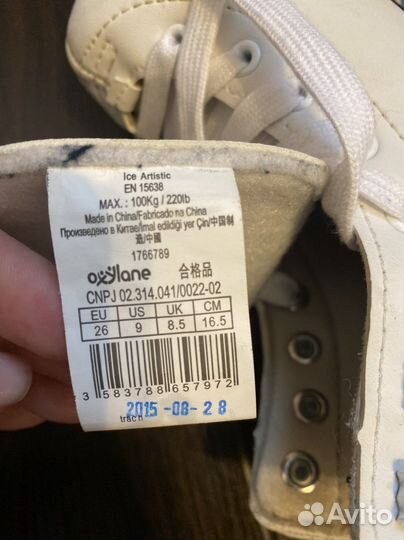 Ice Artistic
EN 15638
MAX. : 100Kg / 220lb
Made in China/Fabricado na China
Произведено в Китае/İmal edildiği yer Çin/中国制
造/中國
1766789
oxylane 合格品
CNPJ 02.314.041/0022-02
EU US UK CM
26 9 8.5 16.5
3 583788 657972
2015-08-28
Avito